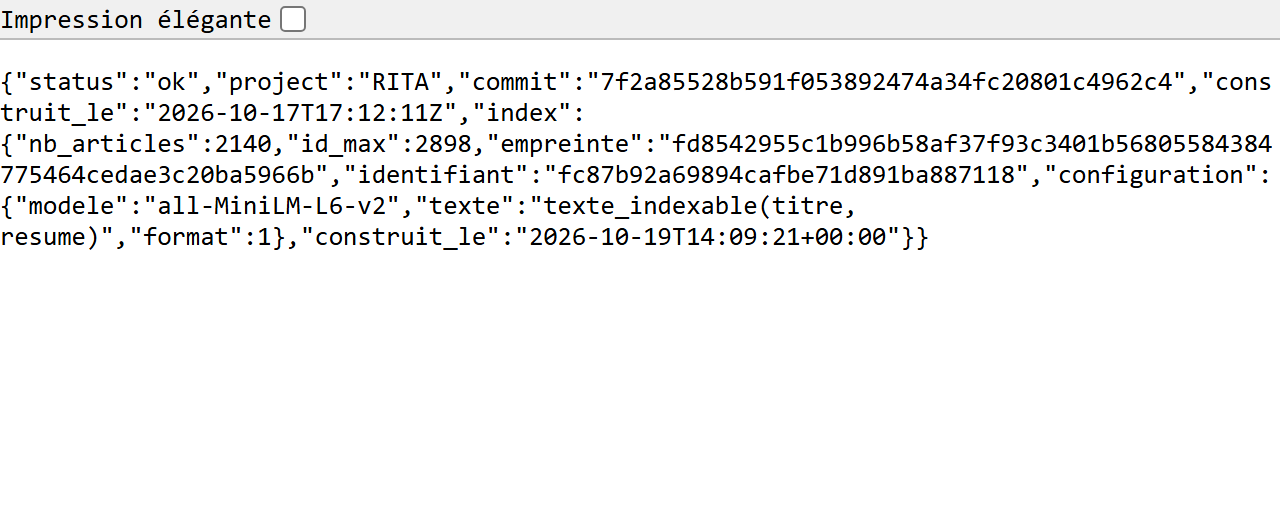 Impression élégante
{"status":"ok","project":"RITA","commit":"7f2a85528b591f053892474a34fc20801c4962c4","cons
truit_le":"2026-10-17T17:12:11Z","index":
{"nb_articles":2140,"id_max":2898,"empreinte":"fd8542955c1b996b58af37f93c3401b56805584384
775464cedae3c20ba5966b","identifiant":"fc87b92a69894cafbe71d891ba887118","configuration":
{"modele":"all-MiniLM-L6-v2","texte":"texte_indexable(titre,
resume)","format":1},"construit_le":"2026-10-19T14:09:21+00:00"}}